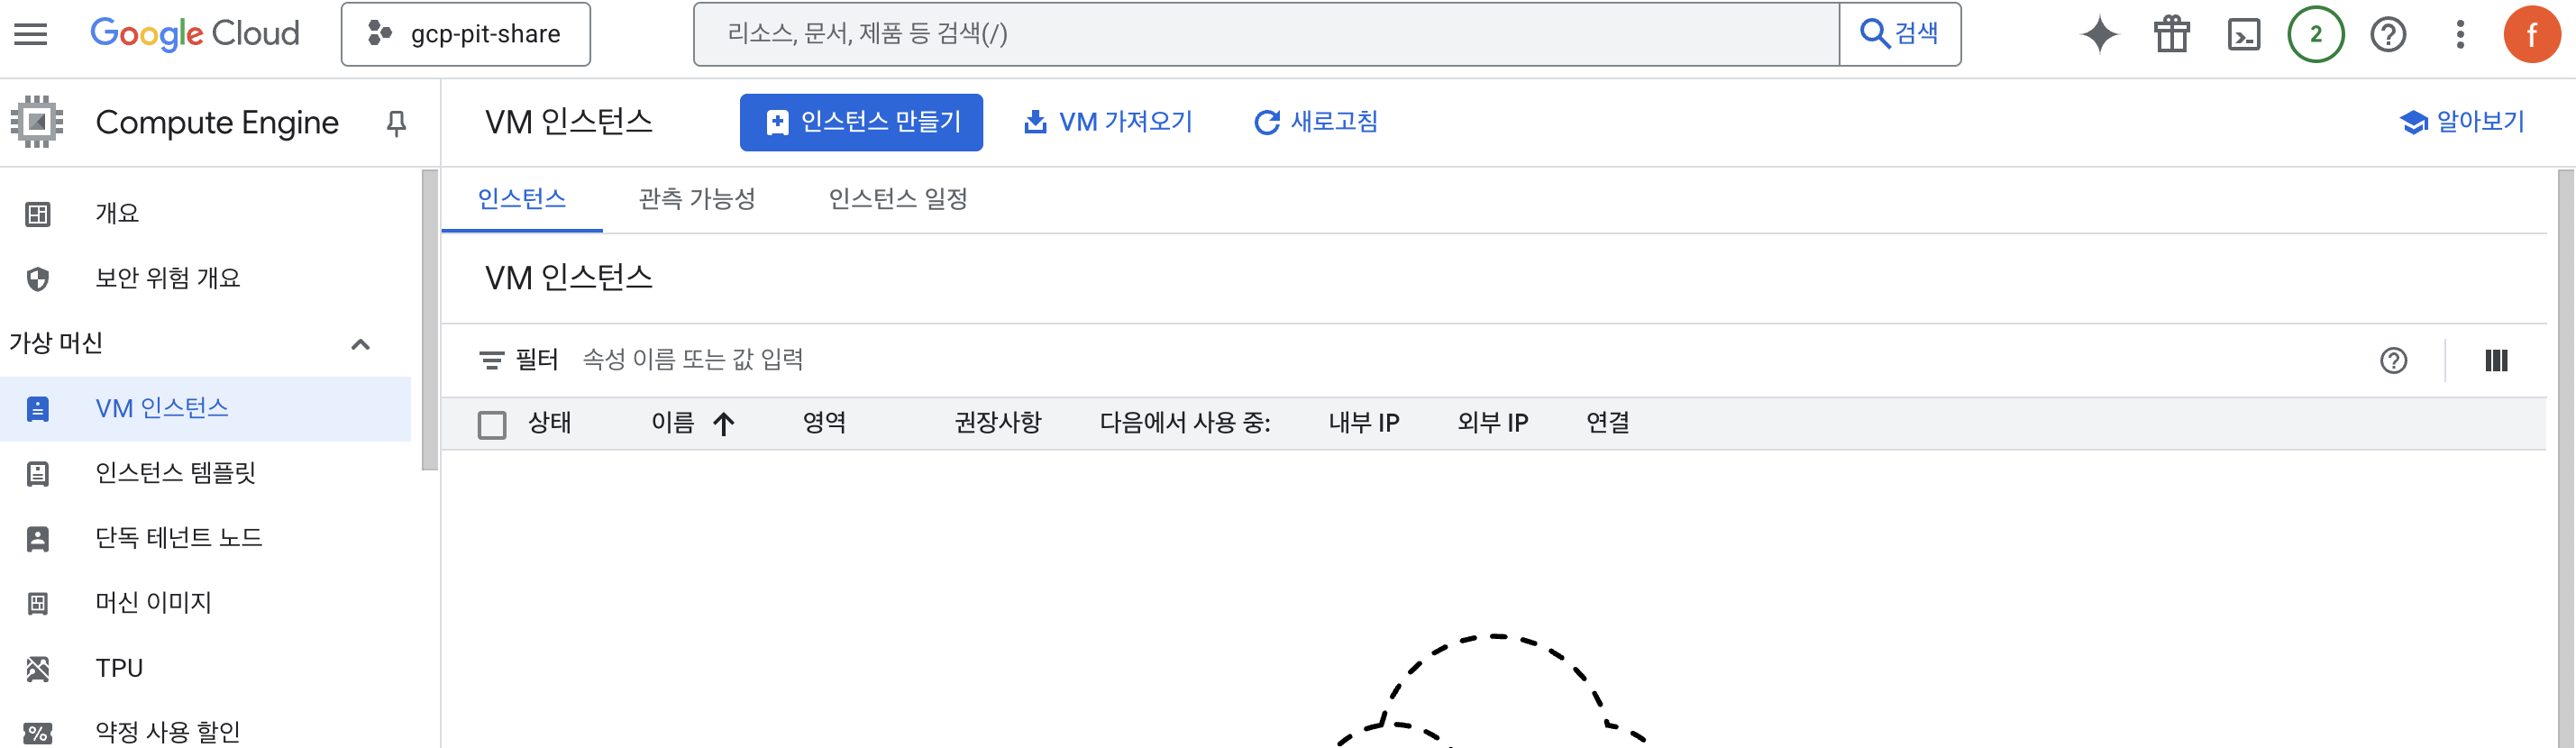 Google Cloud
gcp-pit-share
리소스, 문서, 제품 등 검색(/)
검색
2
f
Compute Engine
VM 인스턴스
인스턴스 만들기
VM 가져오기
새로고침
알아보기
개요
보안 위험 개요
가상 머신
VM 인스턴스
인스턴스 템플릿
단독 테넌트 노드
머신 이미지
TPU
약정 사용 할인
인스턴스
관측 가능성
인스턴스 일정
VM 인스턴스
필터 속성 이름 또는 값 입력
상태 이름 영역 권장사항 다음에서 사용 중: 내부 IP 외부 IP 연결